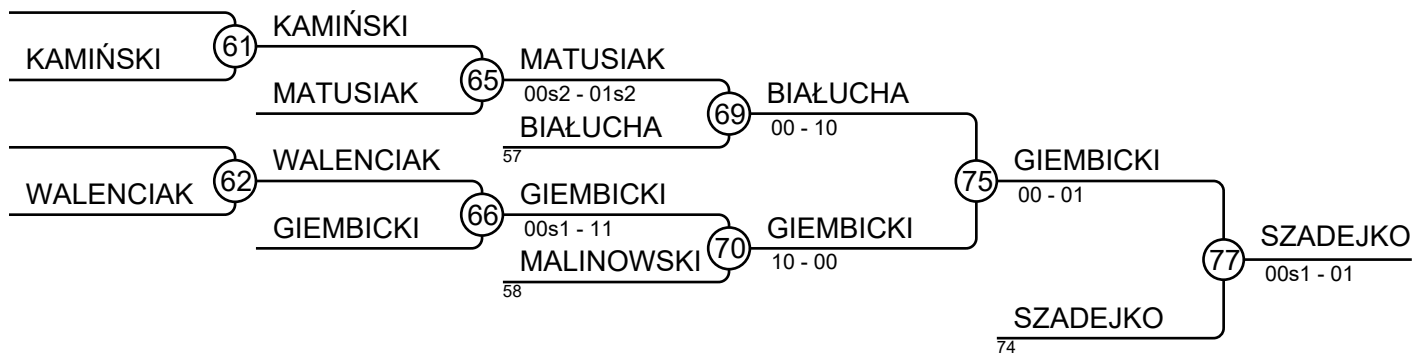 KAMIŃSKI
61
KAMIŃSKI
MATUSIAK
65
MATUSIAK
00s2 - 01s2
BIAŁUCHA
57
69
BIAŁUCHA
00 - 10
WALENCIAK
62
WALENCIAK
GIEMBICKI
66
GIEMBICKI
00s1 - 11
MALINOWSKI
58
70
GIEMBICKI
10 - 00
75
GIEMBICKI
00 - 01
SZADEJKO
74
77
SZADEJKO
00s1 - 01